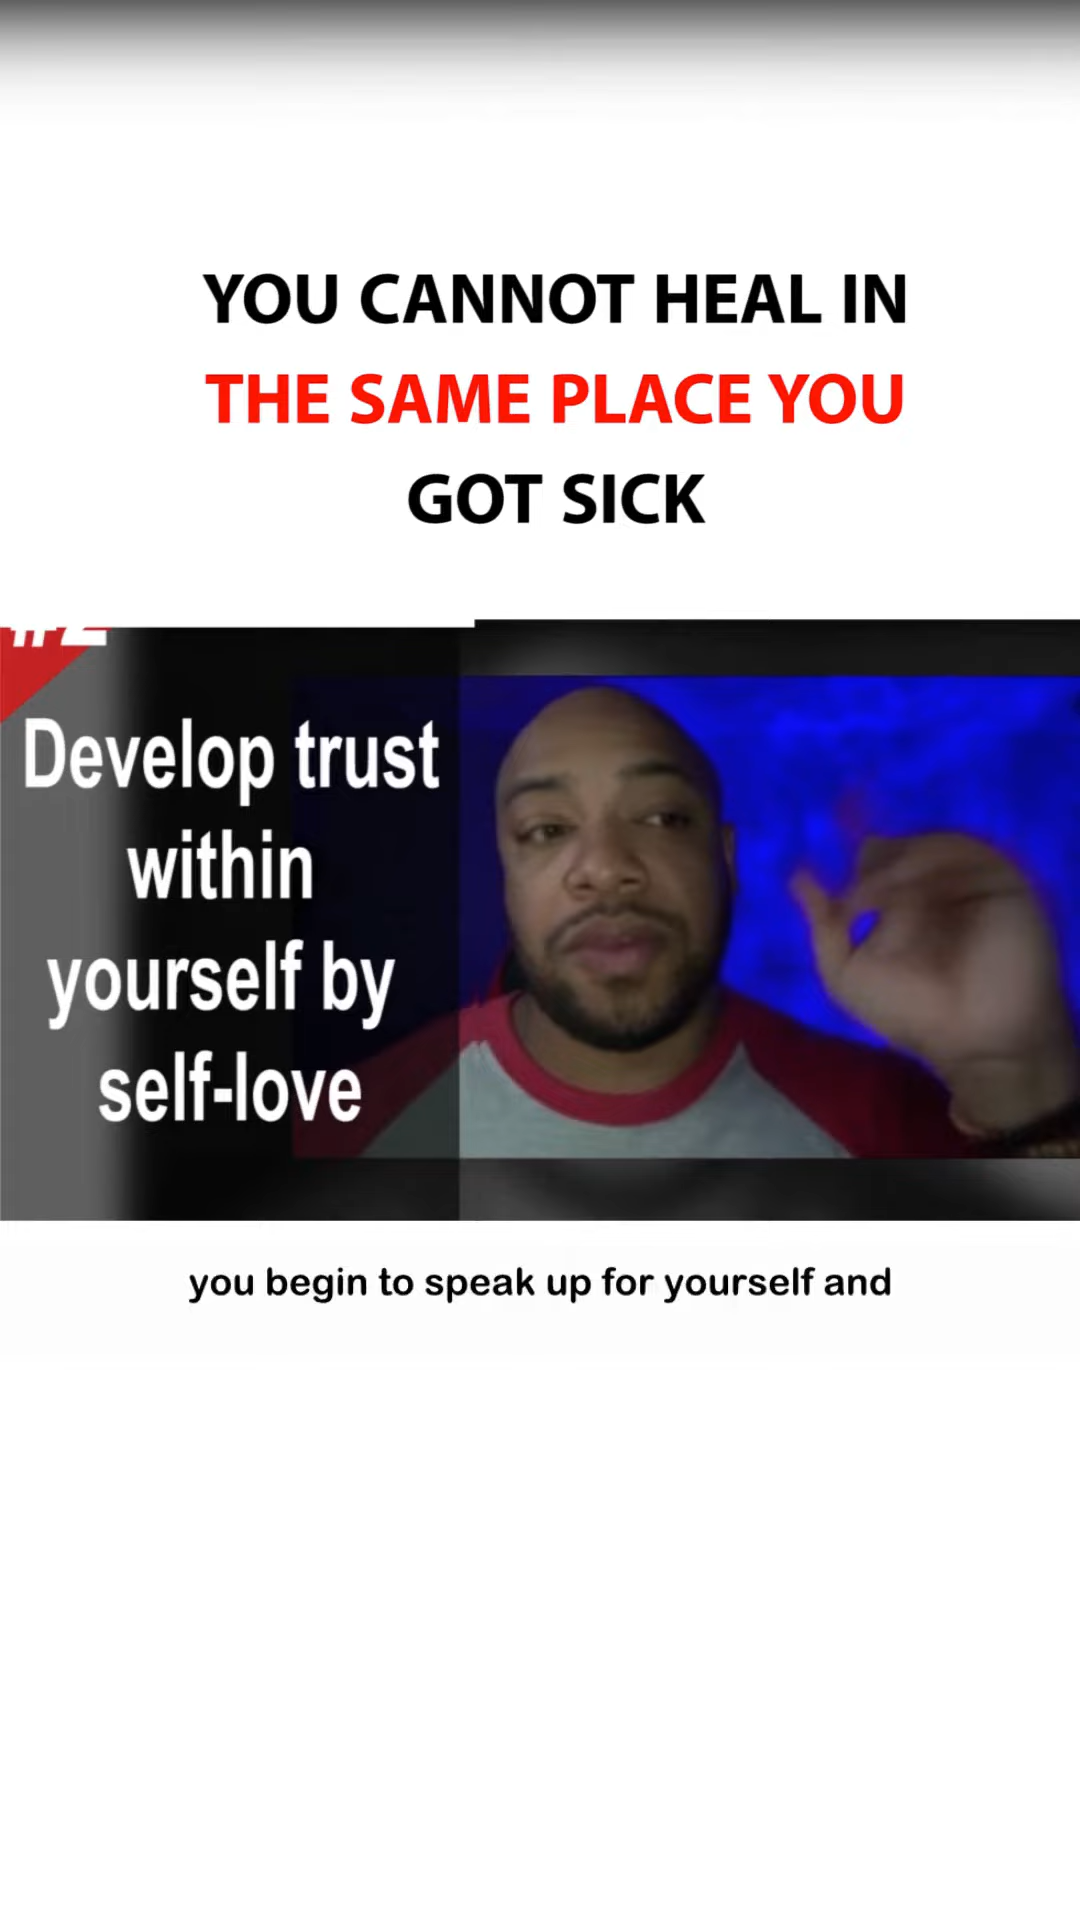 YOU CANNOT HEAL IN
THE SAME PLACE YOU
GOT SICK
#2
Develop trust
within
yourself by
self-love
you begin to speak up for yourself and